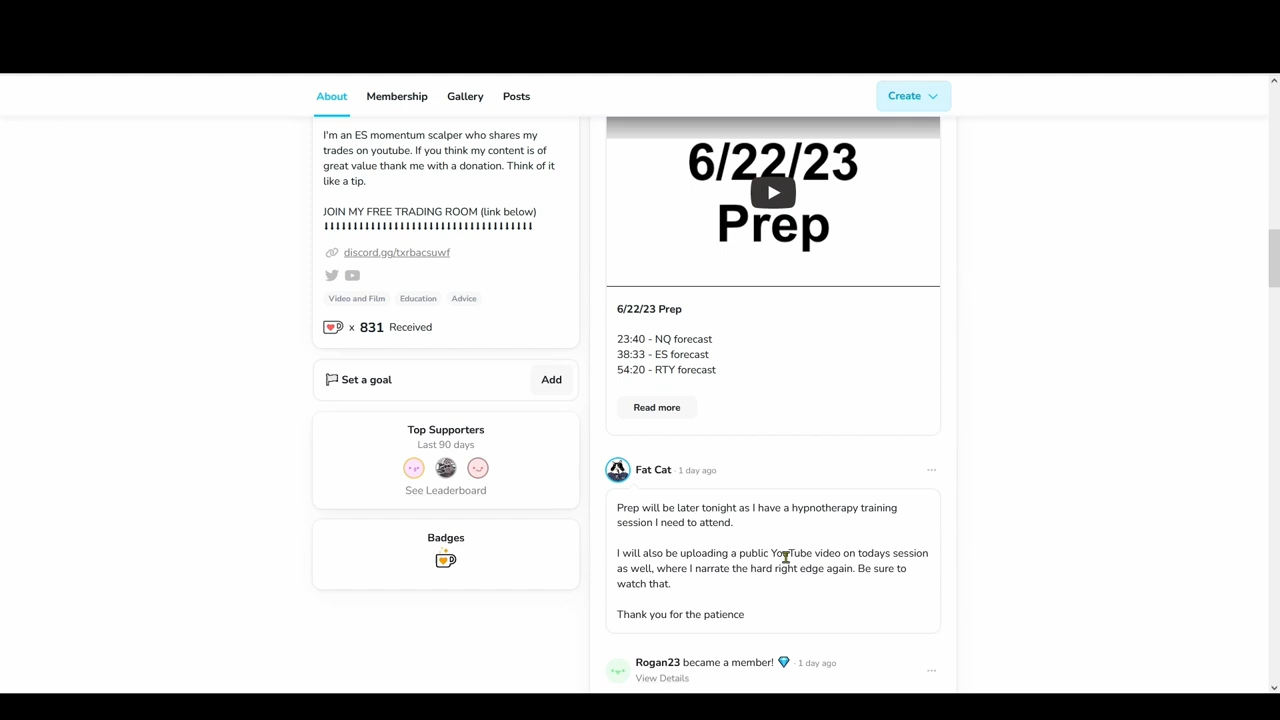 About
Membership
Gallery
Posts
Create
I'm an ES momentum scalper who shares my
trades on youtube. If you think my content is of
great value thank me with a donation. Think of it
like a tip.
JOIN MY FREE TRADING ROOM (link below)
⬇⬇⬇⬇⬇⬇⬇⬇⬇⬇⬇⬇⬇⬇⬇⬇⬇⬇⬇⬇⬇⬇⬇⬇⬇⬇⬇⬇⬇⬇⬇
discord.gg/txrbacsuwf
Video and Film
Education
Advice
x 831 Received
Set a goal
Add
Top Supporters
Last 90 days
See Leaderboard
Badges
6/22/23
Prep
6/22/23 Prep
23:40 - NQ forecast
38:33 - ES forecast
54:20 - RTY forecast
Read more
Fat Cat · 1 day ago
Prep will be later tonight as I have a hypnotherapy training
session I need to attend.
I will also be uploading a public YouTube video on todays session
as well, where I narrate the hard right edge again. Be sure to
watch that.
Thank you for the patience
Rogan23 became a member! 💎 · 1 day ago
View Details